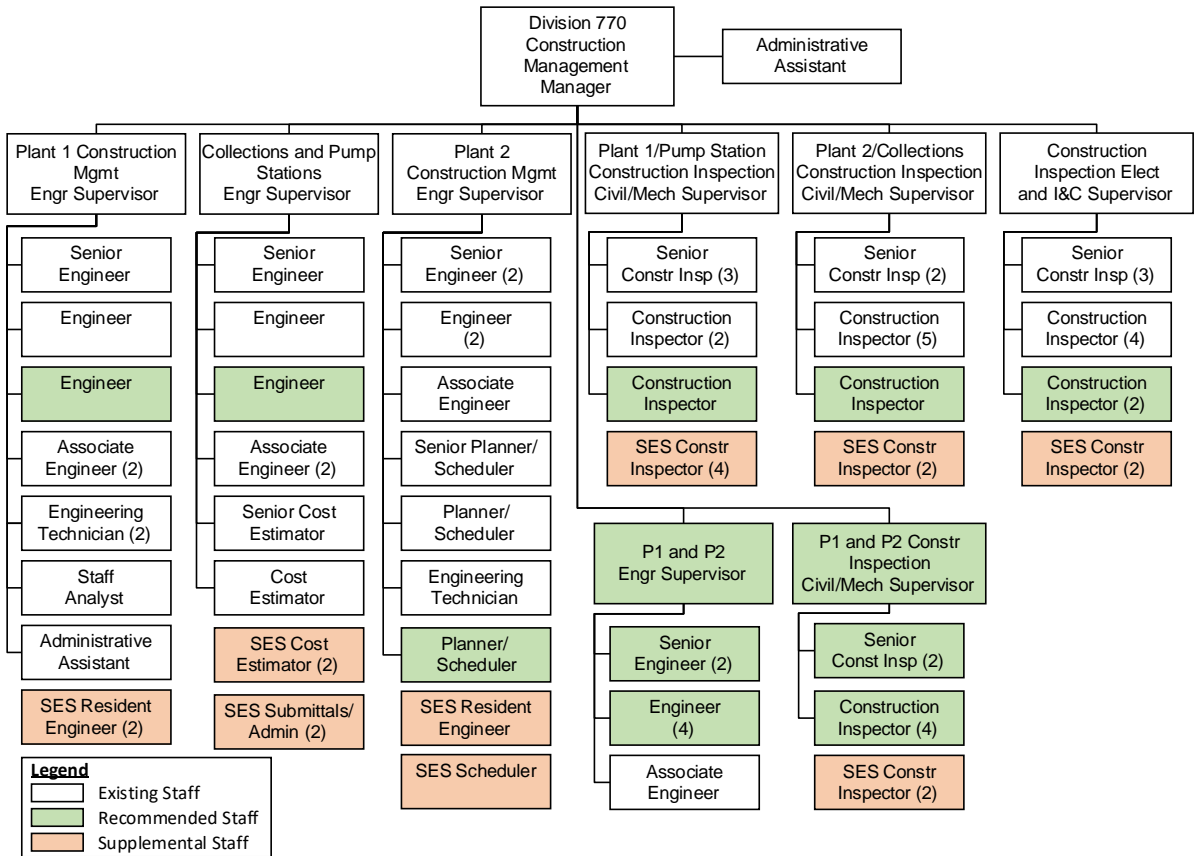 Division 770
Construction
Management
Manager
Administrative
Assistant
Plant 1 Construction
Mgmt
Engr Supervisor
Collections and Pump
Stations
Engr Supervisor
Plant 2
Construction Mgmt
Engr Supervisor
Plant 1/Pump Station
Construction Inspection
Civil/Mech Supervisor
Plant 2/Collections
Construction Inspection
Civil/Mech Supervisor
Construction
Inspection Elect
and I&C Supervisor
Senior
Engineer
Engineer
Engineer
Associate
Engineer (2)
Engineering
Technician (2)
Staff
Analyst
Administrative
Assistant
SES Resident
Engineer (2)
Senior
Engineer
Engineer
Engineer
Associate
Engineer (2)
Senior Cost
Estimator
Cost
Estimator
SES Cost
Estimator (2)
SES Submittals/
Admin (2)
Senior
Engineer (2)
Engineer
(2)
Associate
Engineer
Senior Planner/
Scheduler
Planner/
Scheduler
Engineering
Technician
Planner/
Scheduler
SES Resident
Engineer
SES Scheduler
Senior
Constr Insp (3)
Construction
Inspector (2)
Construction
Inspector
SES Constr
Inspector (4)
Senior
Constr Insp (2)
Construction
Inspector (5)
Construction
Inspector
SES Constr
Inspector (2)
Senior
Constr Insp (3)
Construction
Inspector (4)
Construction
Inspector (2)
SES Constr
Inspector (2)
P1 and P2
Engr Supervisor
Senior
Engineer (2)
Engineer
(4)
Associate
Engineer
P1 and P2 Constr
Inspection
Civil/Mech Supervisor
Senior
Const Insp (2)
Construction
Inspector (4)
SES Constr
Inspector (2)
Legend
Existing Staff
Recommended Staff
Supplemental Staff